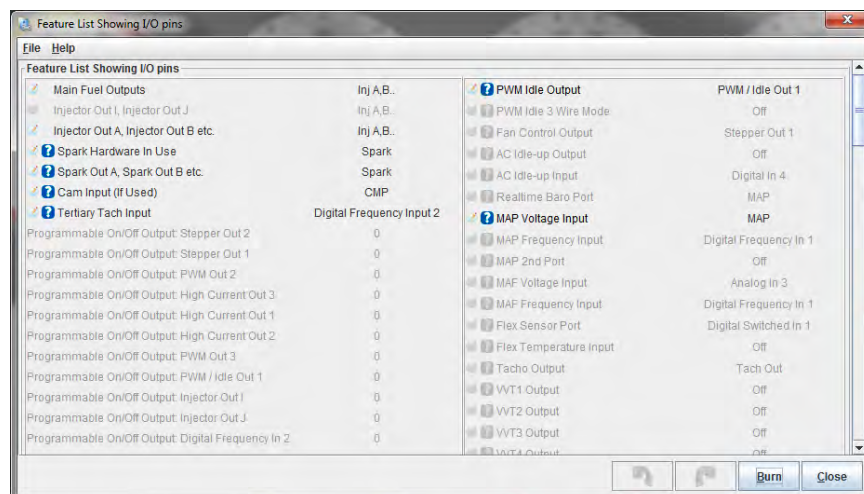 Feature List Showing I/O pins
File Help
Feature List Showing I/O pins
Main Fuel Outputs Inj A,B..
Injector Out I, Injector Out J Inj A,B..
Injector Out A, Injector Out B etc. Inj A,B..
Spark Hardware In Use Spark
Spark Out A, Spark Out B etc. Spark
Cam Input (If Used) CMP
Tertiary Tach Input Digital Frequency Input 2
Programmable On/Off Output: Stepper Out 2 0
Programmable On/Off Output: Stepper Out 1 0
Programmable On/Off Output: PWM Out 2 0
Programmable On/Off Output: High Current Out 3 0
Programmable On/Off Output: High Current Out 1 0
Programmable On/Off Output: High Current Out 2 0
Programmable On/Off Output: PWM Out 3 0
Programmable On/Off Output: PWM / Idle Out 1 0
Programmable On/Off Output: Injector Out I 0
Programmable On/Off Output: Injector Out J 0
Programmable On/Off Output: Digital Frequency In 2 0
PWM Idle Output PWM / Idle Out 1
PWM Idle 3 Wire Mode Off
Fan Control Output Stepper Out 1
AC Idle-up Output Off
AC Idle-up Input Digital In 4
Realtime Baro Port MAP
MAP Voltage Input MAP
MAP Frequency Input Digital Frequency In 1
MAP 2nd Port Off
MAF Voltage Input Analog In 3
MAF Frequency Input Digital Frequency In 1
Flex Sensor Port Digital Switched In 1
Flex Temperature Input Off
Tacho Output Tach Out
VVT1 Output Off
VVT2 Output Off
VVT3 Output Off
VVT4 Output Off
Burn Close